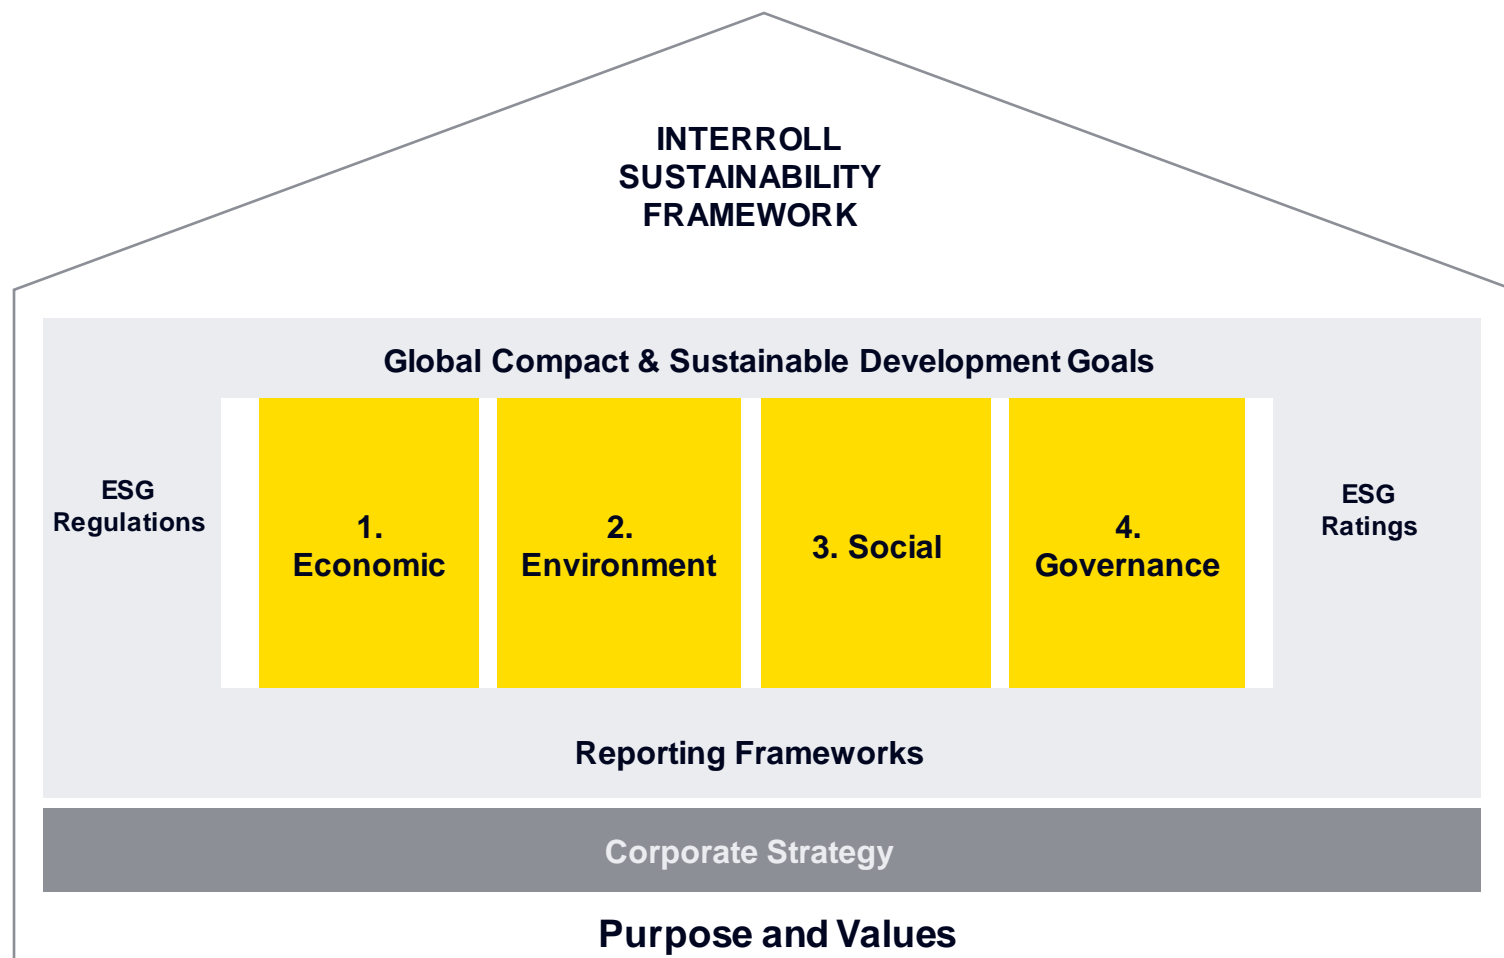 INTERROLL
SUSTAINABILITY
FRAMEWORK
Global Compact & Sustainable Development Goals
ESG
Regulations
1.
Economic
2.
Environment
3. Social
4.
Governance
ESG
Ratings
Reporting Frameworks
Corporate Strategy
Purpose and Values